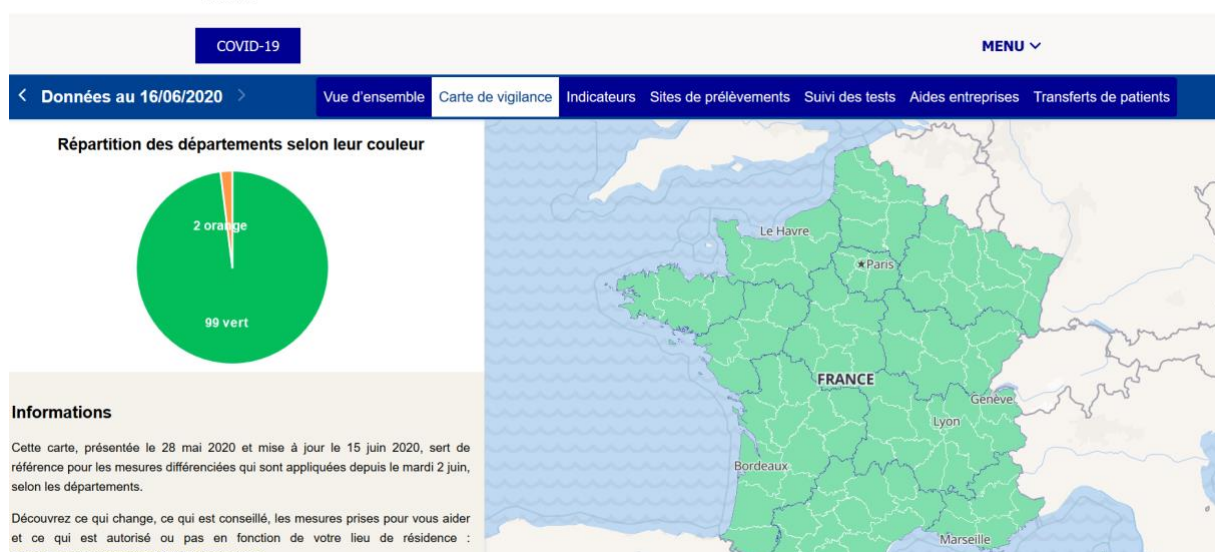 COVID-19
MENU
Données au 16/06/2020
Vue d'ensemble
Carte de vigilance
Indicateurs
Sites de prélèvements
Suivi des tests
Aides entreprises
Transferts de patients
Répartition des départements selon leur couleur
2 orange
99 vert
Informations
Cette carte, présentée le 28 mai 2020 et mise à jour le 15 juin 2020, sert de
référence pour les mesures différenciées qui sont appliquées depuis le mardi 2 juin,
selon les départements.
Découvrez ce qui change, ce qui est conseillé, les mesures prises pour vous aider
et ce qui est autorisé ou pas en fonction de votre lieu de résidence :
Le Havre
Paris
FRANCE
Genève
Lyon
Bordeaux
Marseille